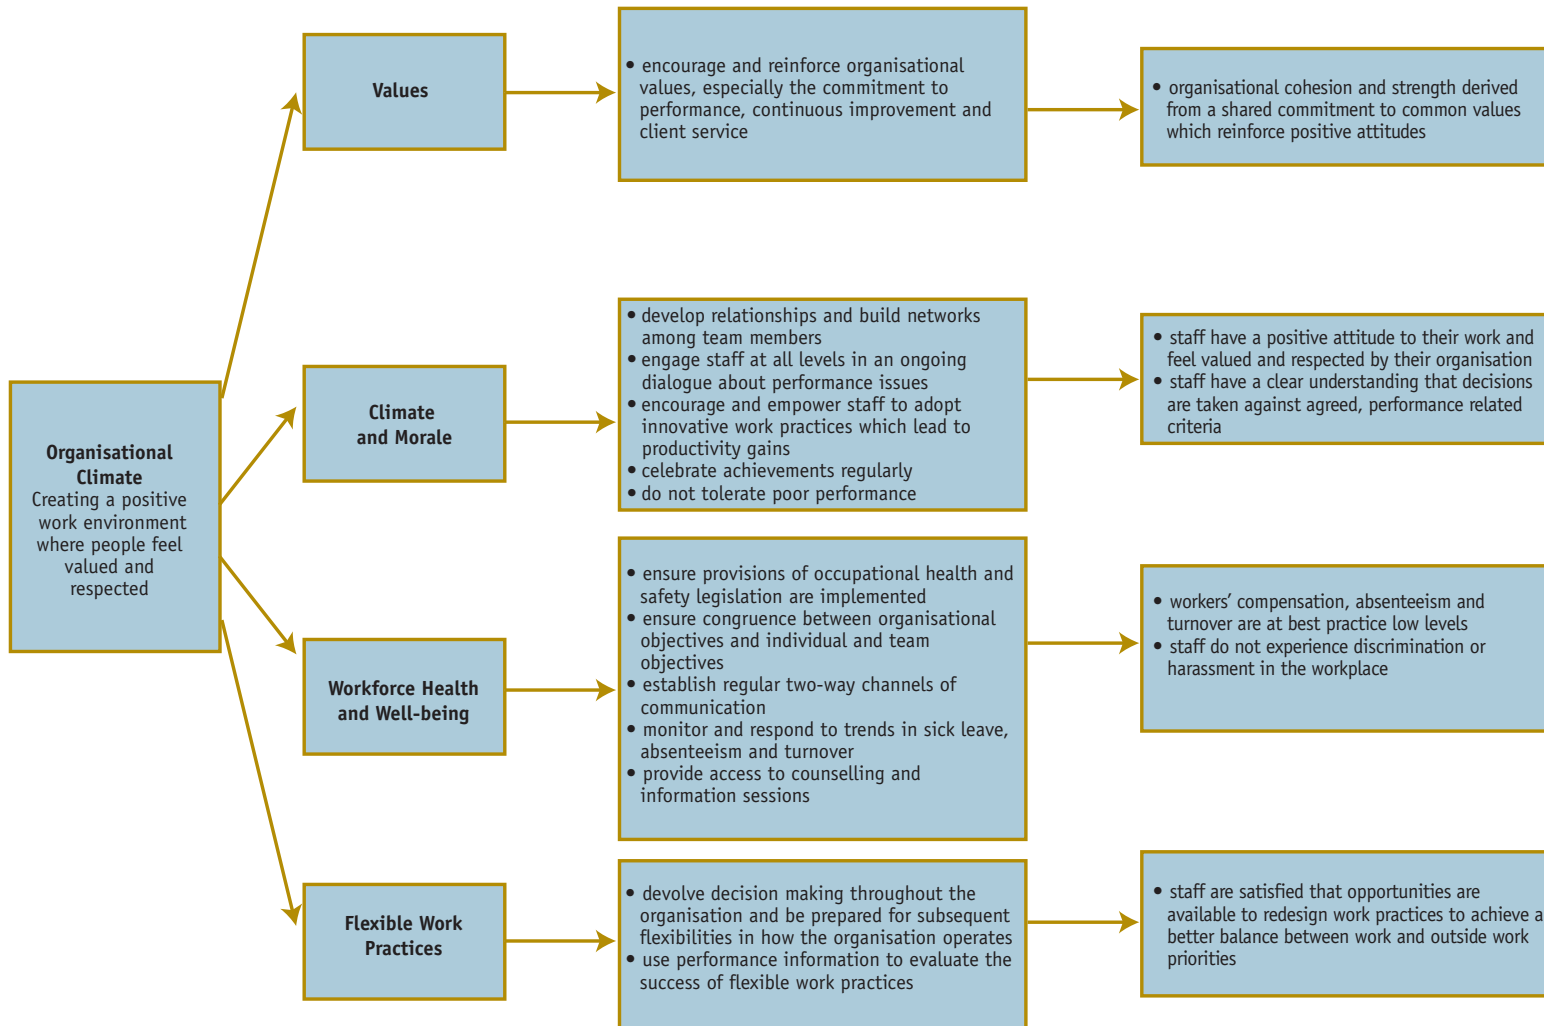 Organisational
Climate
Creating a positive
work environment
where people feel
valued and
respected
Values
• encourage and reinforce organisational
values, especially the commitment to
performance, continuous improvement and
client service
• organisational cohesion and strength derived
from a shared commitment to common values
which reinforce positive attitudes
Climate
and Morale
• develop relationships and build networks
among team members
• engage staff at all levels in an ongoing
dialogue about performance issues
• encourage and empower staff to adopt
innovative work practices which lead to
productivity gains
• celebrate achievements regularly
• do not tolerate poor performance
• staff have a positive attitude to their work and
feel valued and respected by their organisation
• staff have a clear understanding that decisions
are taken against agreed, performance related
criteria
Workforce Health
and Well-being
• ensure provisions of occupational health and
safety legislation are implemented
• ensure congruence between organisational
objectives and individual and team
objectives
• establish regular two-way channels of
communication
• monitor and respond to trends in sick leave,
absenteeism and turnover
• provide access to counselling and
information sessions
• workers’ compensation, absenteeism and
turnover are at best practice low levels
• staff do not experience discrimination or
harassment in the workplace
Flexible Work
Practices
• devolve decision making throughout the
organisation and be prepared for subsequent
flexibilities in how the organisation operates
• use performance information to evaluate the
success of flexible work practices
• staff are satisfied that opportunities are
available to redesign work practices to achieve a
better balance between work and outside work
priorities